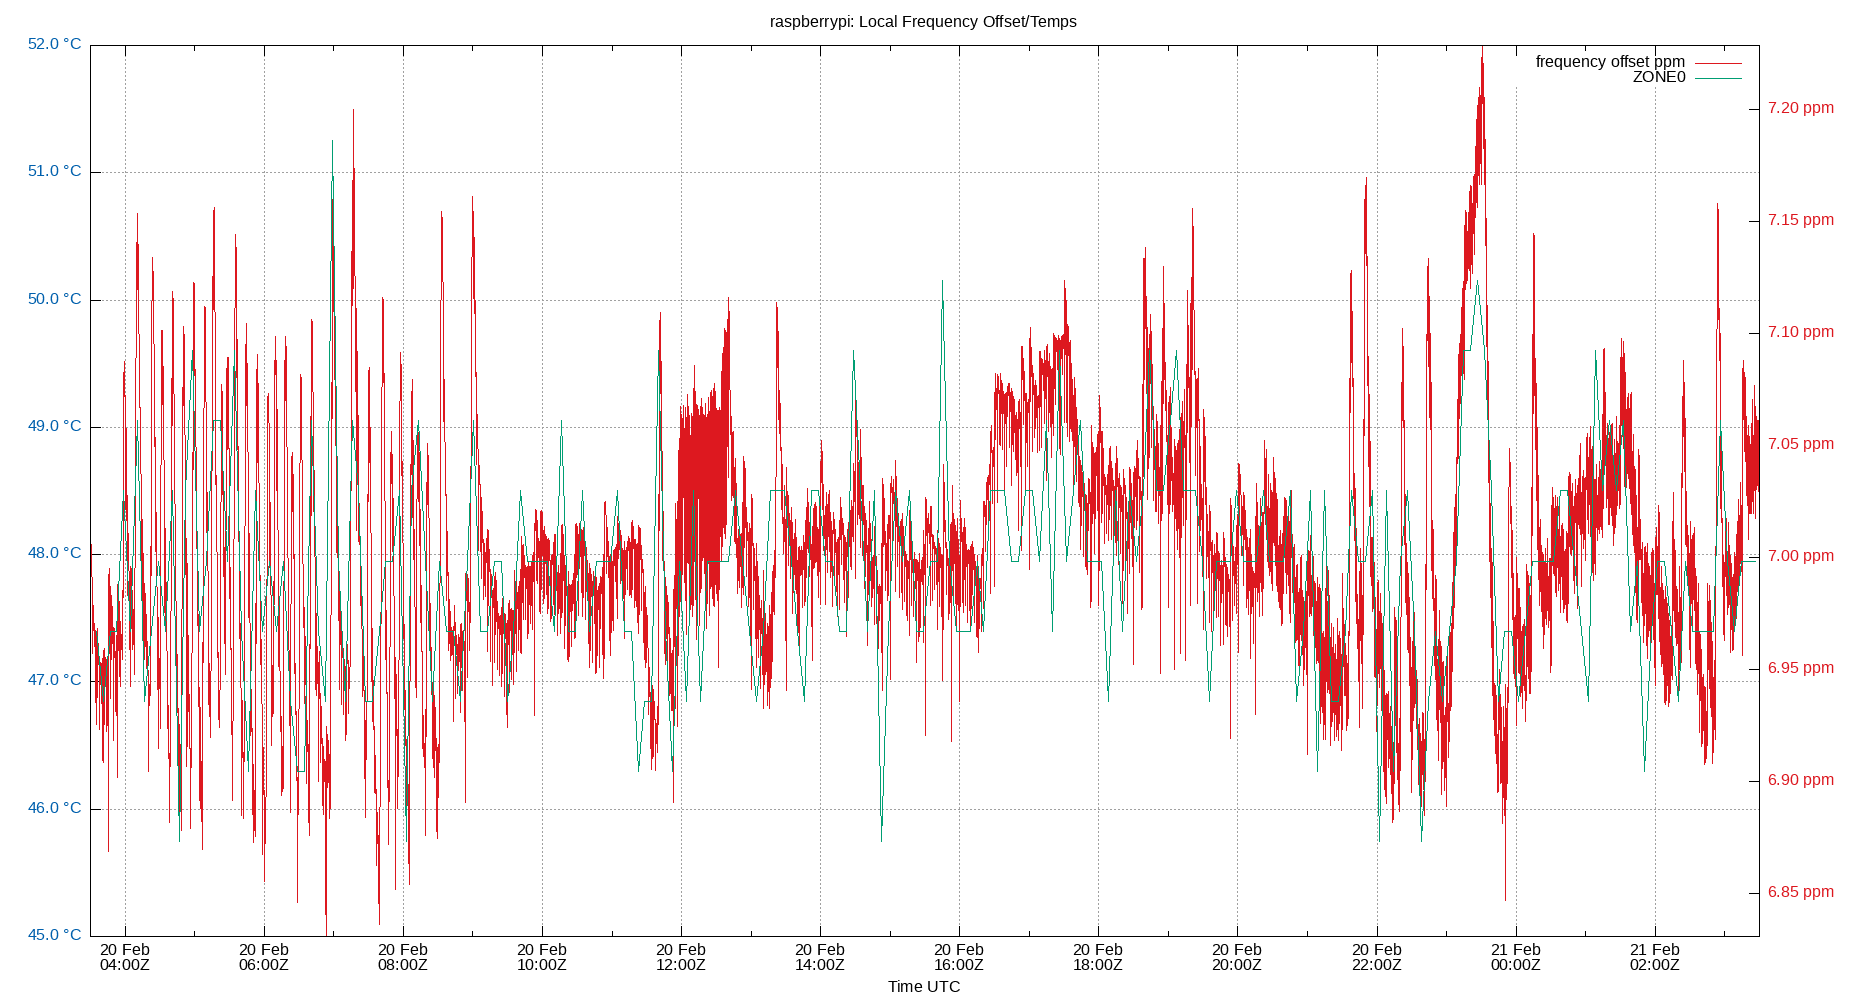 raspberrypi: Local Frequency Offset/Temps
52.0 °C
51.0 °C
50.0 °C
49.0 °C
48.0 °C
47.0 °C
46.0 °C
45.0 °C
frequency offset ppm
ZONE0
7.20 ppm
7.15 ppm
7.10 ppm
7.05 ppm
7.00 ppm
6.95 ppm
6.90 ppm
6.85 ppm
20 Feb 20 Feb 20 Feb 20 Feb 20 Feb 20 Feb 20 Feb 20 Feb 20 Feb 20 Feb 21 Feb 21 Feb
04:00Z 06:00Z 08:00Z 10:00Z 12:00Z 14:00Z 16:00Z 18:00Z 20:00Z 22:00Z 00:00Z 02:00Z
Time UTC